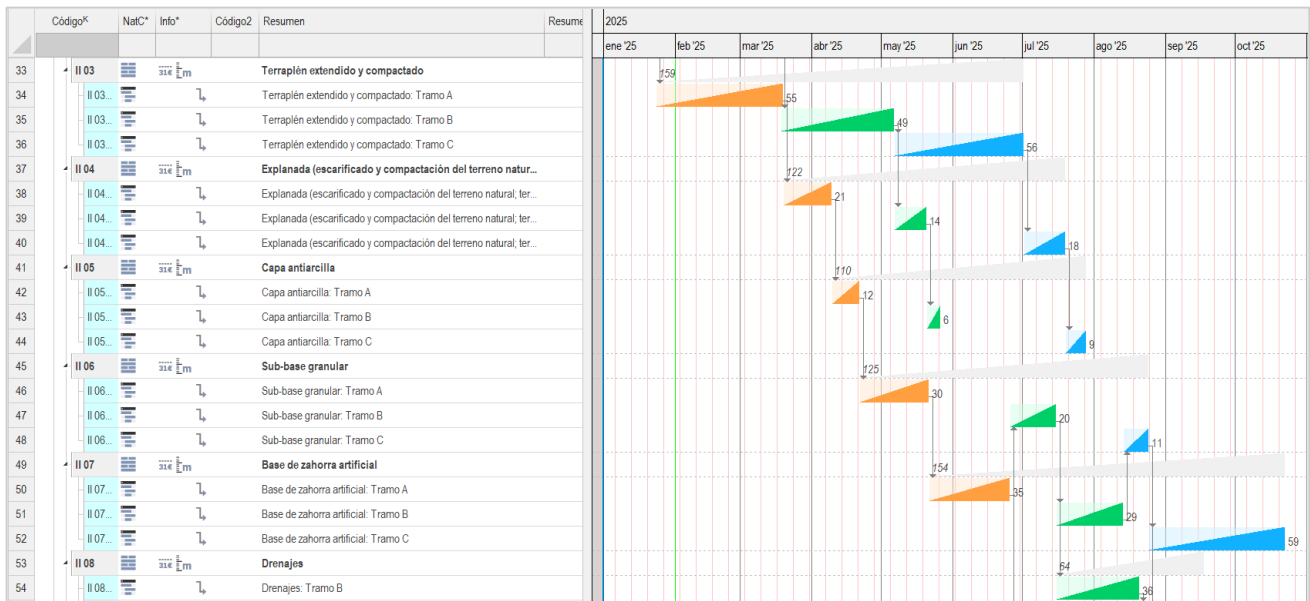 Código K NatC* Info* Código2 Resumen Resume 2025
ene '25 feb '25 mar '25 abr '25 may '25 jun '25 jul '25 ago '25 sep '25 oct '25
33 II 03 31€ m Terraplén extendido y compactado 159
34 II 03... Terraplén extendido y compactado: Tramo A 55
35 II 03... Terraplén extendido y compactado: Tramo B 49
36 II 03... Terraplén extendido y compactado: Tramo C 56
37 II 04 31€ m Explanada (escarificado y compactación del terreno natur... 122
38 II 04... Explanada (escarificado y compactación del terreno natural; ter... 21
39 II 04... Explanada (escarificado y compactación del terreno natural; ter... 14
40 II 04... Explanada (escarificado y compactación del terreno natural; ter... 18
41 II 05 31€ m Capa antiarcilla 110
42 II 05... Capa antiarcilla: Tramo A 12
43 II 05... Capa antiarcilla: Tramo B 6
44 II 05... Capa antiarcilla: Tramo C 9
45 II 06 31€ m Sub-base granular 125
46 II 06... Sub-base granular: Tramo A 30
47 II 06... Sub-base granular: Tramo B 20
48 II 06... Sub-base granular: Tramo C 11
49 II 07 31€ m Base de zahorra artificial 154
50 II 07... Base de zahorra artificial: Tramo A 35
51 II 07... Base de zahorra artificial: Tramo B 29
52 II 07... Base de zahorra artificial: Tramo C 59
53 II 08 31€ m Drenajes 64
54 II 08... Drenajes: Tramo B 36